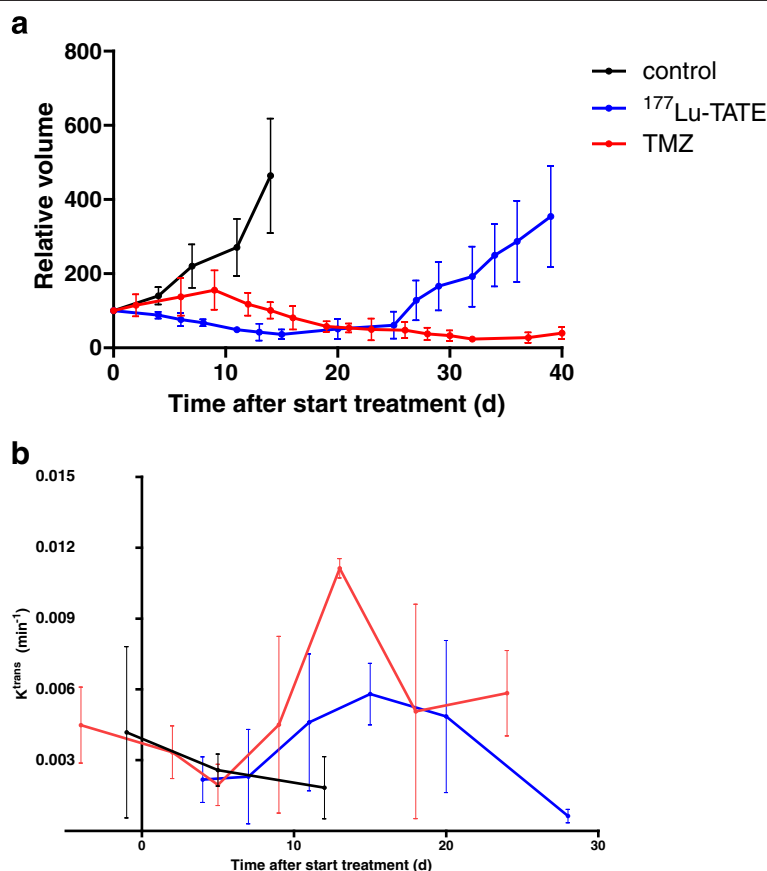 a
800
600
400
200
0
Relative volume
0 10 20 30 40
Time after start treatment (d)
control
177Lu-TATE
TMZ
b
0.015
0.012
0.009
0.006
0.003
Ktrans (min-1)
0 10 20 30
Time after start treatment (d)